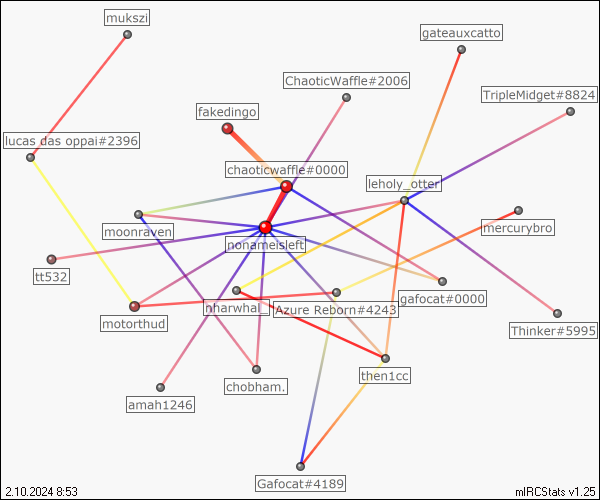 mukszi
gateauxcatto
ChaoticWaffle#2006
TripleMidget#8824
fakedingo
lucas das oppai#2396
chaoticwaffle#0000
leholy_otter
moonraven
mercurybro
nonameisleft
tt532
gafocat#0000
nharwhal_
Azure Reborn#4243
motorthud
Thinker#5995
then1cc
chobham.
amah1246
Gafocat#4189
2.10.2024 8:53
mIRCStats v1.25